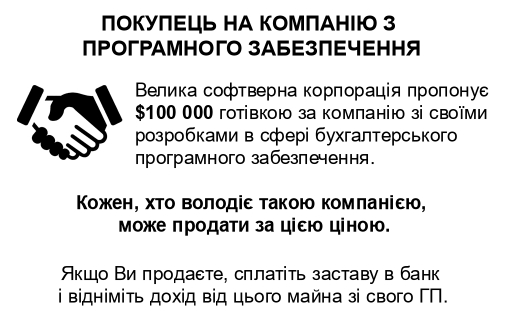 ПОКУПЕЦЬ НА КОМПАНІЮ З
ПРОГРАМНОГО ЗАБЕЗПЕЧЕННЯ
Велика софтверна корпорація пропонує
$100 000 готівкою за компанію зі своїми
розробками в сфері бухгалтерського
програмного забезпечення.
Кожен, хто володіє такою компанією,
може продати за цією ціною.
Якщо Ви продаєте, сплатіть заставу в банк
і відніміть дохід від цього майна зі свого ГП.